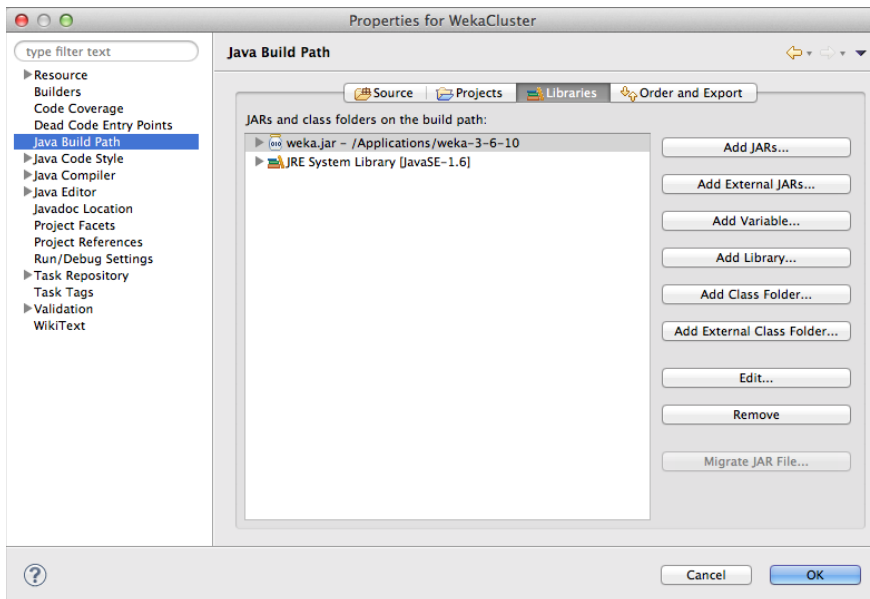 Properties for WekaCluster
type filter text
Resource
Builders
Code Coverage
Dead Code Entry Points
Java Build Path
Java Code Style
Java Compiler
Java Editor
Javadoc Location
Project Facets
Project References
Run/Debug Settings
Task Repository
Task Tags
Validation
WikiText
Java Build Path
Source
Projects
Libraries
Order and Export
JARs and class folders on the build path:
010 weka.jar – /Applications/weka-3-6-10
JRE System Library [JavaSE-1.6]
Add JARs...
Add External JARs...
Add Variable...
Add Library...
Add Class Folder...
Add External Class Folder...
Edit...
Remove
Migrate JAR File...
?
Cancel
OK